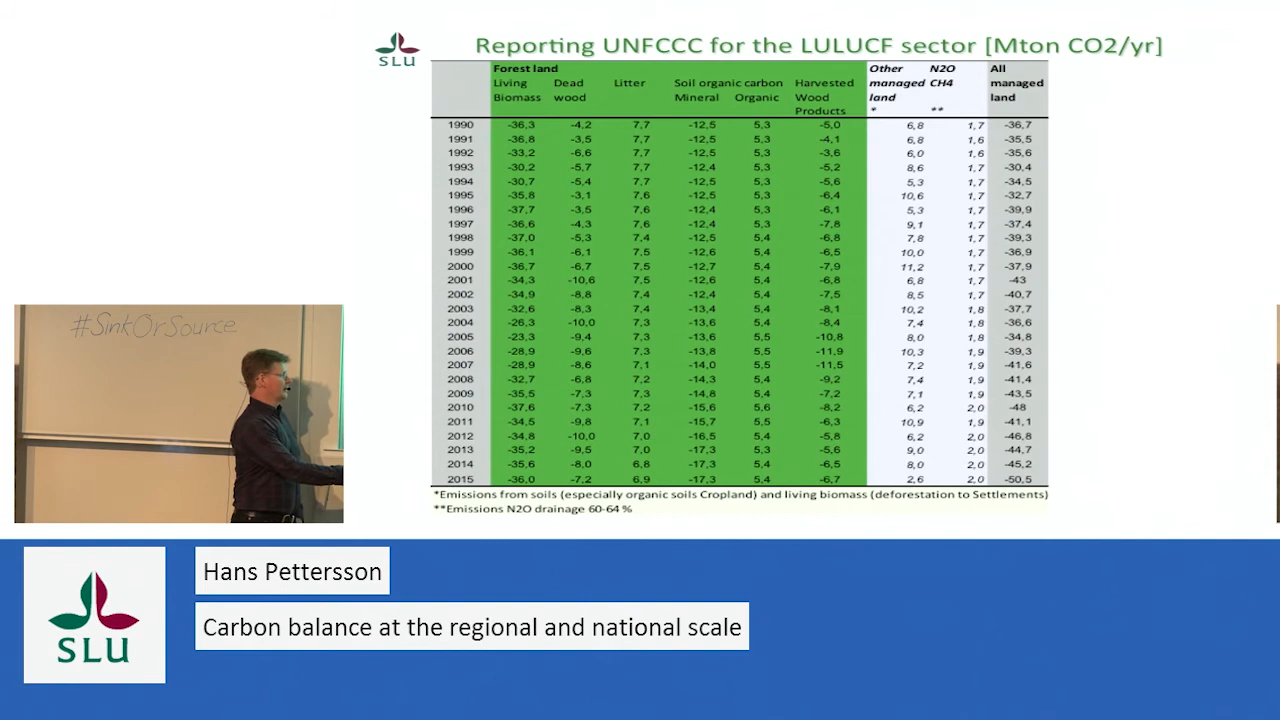 SLU
Reporting UNFCCC for the LULUCF sector [Mton CO2/yr]
Forest land Other N2O All
Living Dead Litter Soil organic carbon Harvested managed CH4 managed
Biomass wood Mineral Organic Wood land land
Products * **
1990 -36,3 -4,2 7,7 -12,5 5,3 -5,0 6,8 1,7 -36,7
1991 -36,8 -3,5 7,7 -12,5 5,3 -4,1 6,8 1,6 -35,5
1992 -33,2 -6,6 7,7 -12,5 5,3 -3,6 6,0 1,6 -35,6
1993 -30,2 -5,7 7,7 -12,4 5,3 -5,2 8,6 1,7 -30,4
1994 -30,7 -5,4 7,7 -12,5 5,3 -5,6 5,3 1,7 -34,5
1995 -35,8 -3,1 7,6 -12,5 5,3 -6,4 10,6 1,7 -32,7
1996 -37,7 -3,5 7,6 -12,4 5,3 -6,1 5,3 1,7 -39,9
1997 -36,6 -4,3 7,6 -12,4 5,3 -7,8 9,1 1,7 -37,4
1998 -37,0 -5,3 7,4 -12,5 5,4 -6,8 7,8 1,7 -39,3
1999 -36,1 -6,1 7,5 -12,6 5,4 -6,5 10,0 1,7 -36,9
2000 -36,7 -6,7 7,5 -12,7 5,4 -7,9 11,2 1,7 -37,9
2001 -34,3 -10,6 7,5 -12,6 5,4 -6,8 6,8 1,7 -43
2002 -34,9 -8,8 7,4 -12,4 5,4 -7,5 8,5 1,7 -40,7
2003 -32,6 -8,3 7,4 -13,4 5,4 -8,1 10,2 1,8 -37,7
2004 -26,3 -10,0 7,3 -13,6 5,4 -8,4 7,4 1,8 -36,6
2005 -23,3 -9,4 7,3 -13,6 5,5 -10,8 8,0 1,8 -34,8
2006 -28,9 -9,6 7,3 -13,8 5,5 -11,9 10,3 1,9 -39,3
2007 -28,9 -8,6 7,1 -14,0 5,5 -11,5 7,2 1,9 -41,6
2008 -32,7 -6,8 7,2 -14,3 5,4 -9,2 7,4 1,9 -41,4
2009 -35,5 -7,3 7,3 -14,8 5,4 -7,2 7,1 1,9 -43,5
2010 -37,6 -7,3 7,2 -15,6 5,6 -8,2 6,2 2,0 -48
2011 -34,5 -9,8 7,1 -15,7 5,5 -6,3 10,9 1,9 -41,1
2012 -34,8 -10,0 7,0 -16,5 5,4 -5,8 6,2 2,0 -46,8
2013 -35,2 -9,5 7,0 -17,3 5,3 -5,6 9,0 2,0 -44,7
2014 -35,6 -8,0 6,8 -17,3 5,4 -6,5 8,0 2,0 -45,2
2015 -36,0 -7,2 6,9 -17,3 5,4 -6,7 2,6 2,0 -50,5
*Emissions from soils (especially organic soils Cropland) and living biomass (deforestation to Settlements)
**Emissions N2O drainage 60-64 %
#SinkOrSource
SLU
Hans Pettersson
Carbon balance at the regional and national scale